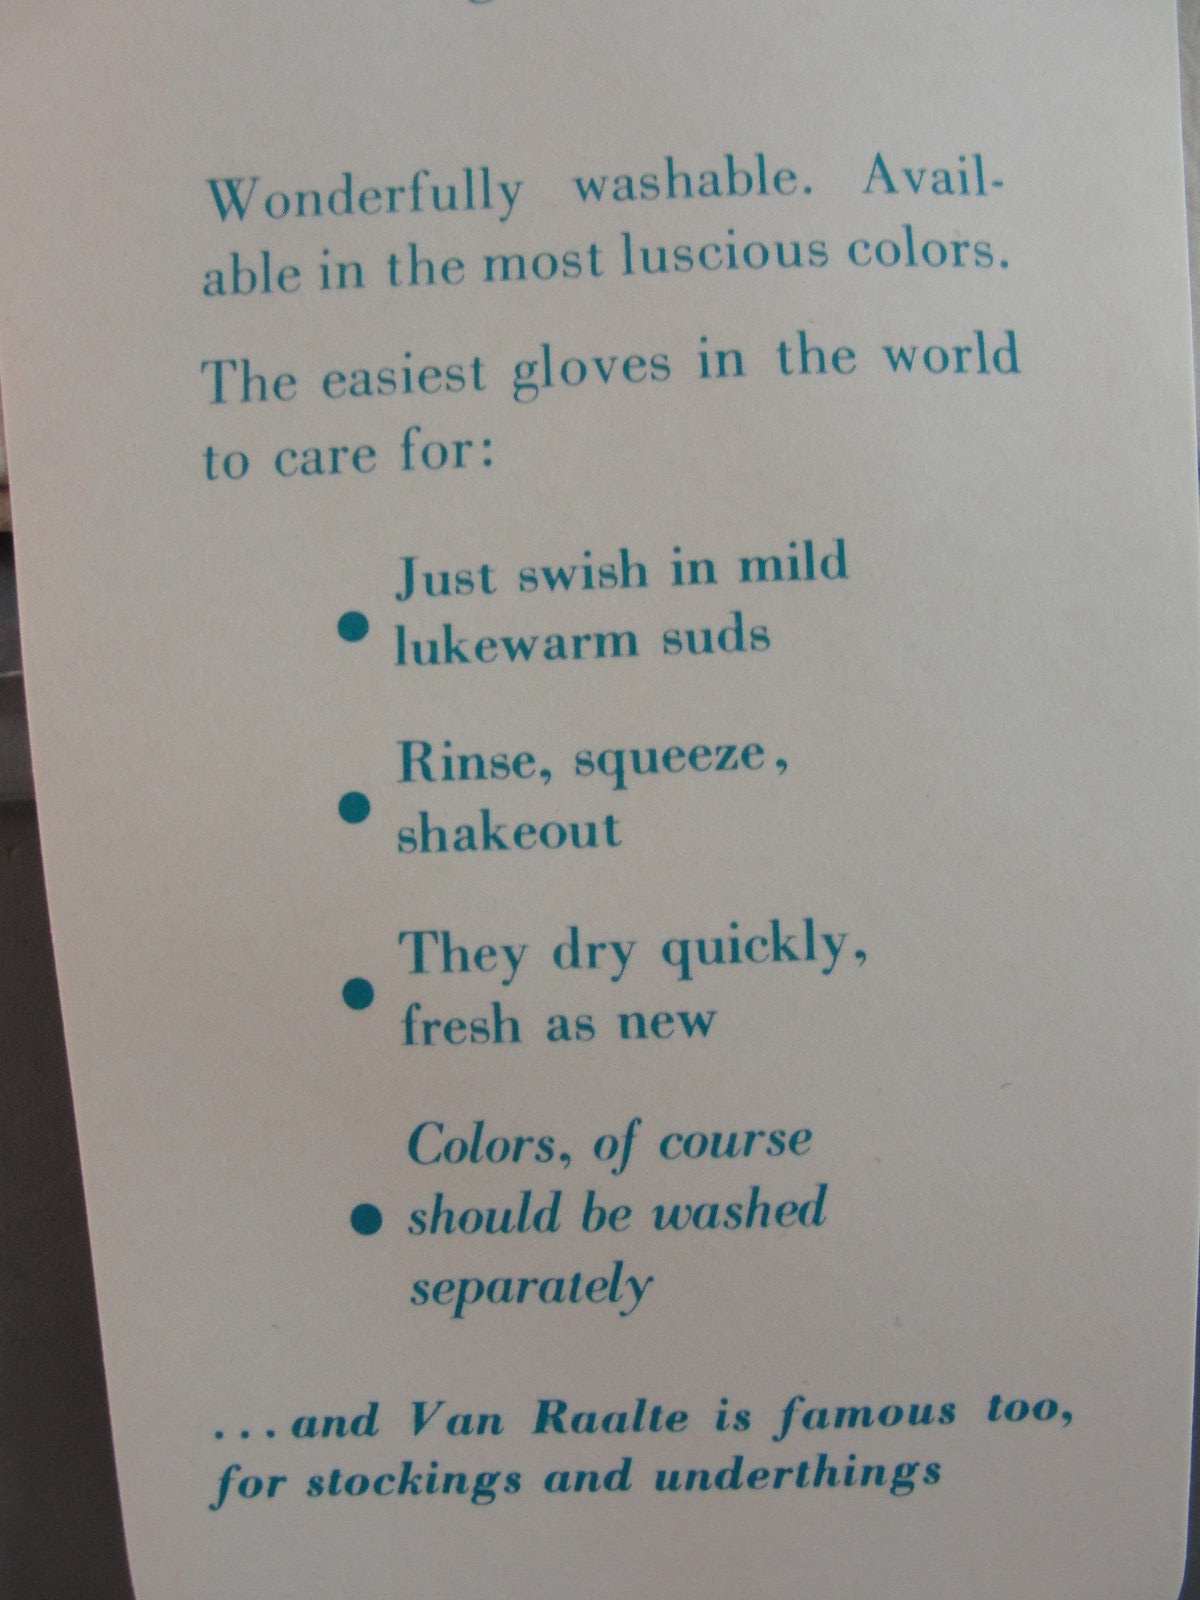 Wonderfully washable. Avail-
able in the most luscious colors.
The easiest gloves in the world
to care for:
● Just swish in mild
lukewarm suds
● Rinse, squeeze,
shakeout
● They dry quickly,
fresh as new
● Colors, of course
should be washed
separately
...and Van Raalte is famous too,
for stockings and underthings